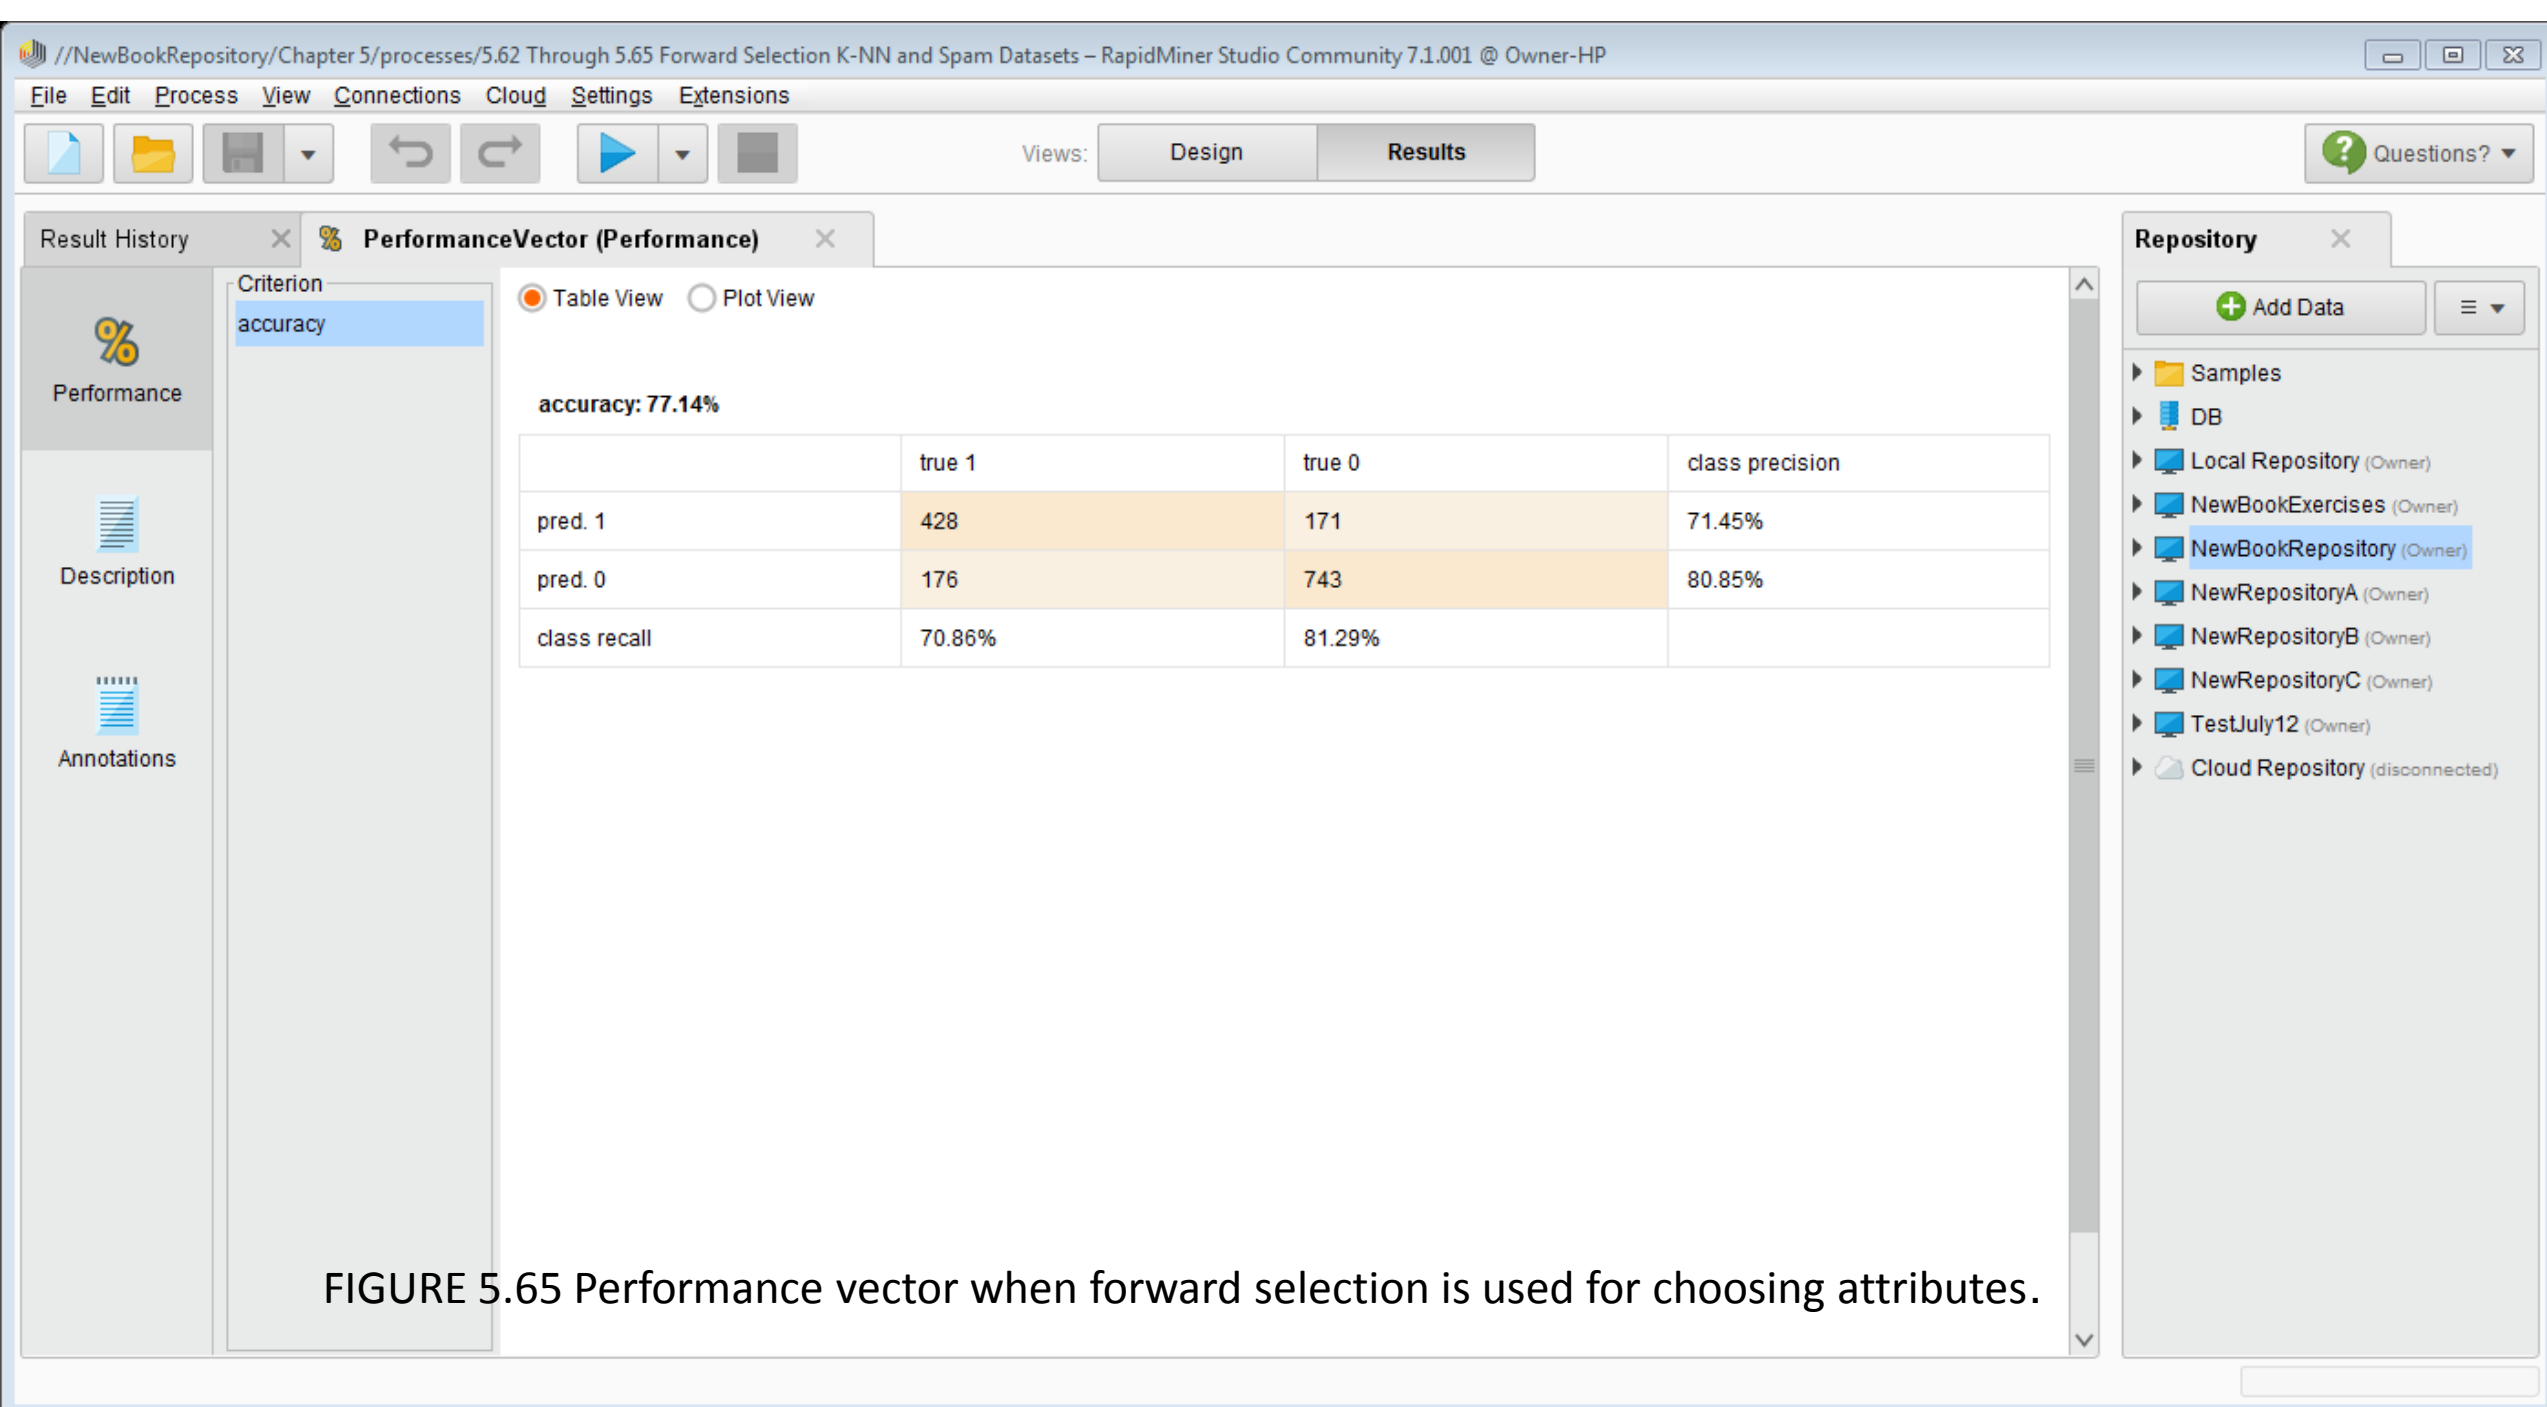 //NewBookRepository/Chapter 5/processes/5.62 Through 5.65 Forward Selection K-NN and Spam Datasets – RapidMiner Studio Community 7.1.001 @ Owner-HP
File Edit Process View Connections Cloud Settings Extensions
Views: Design Results
Questions?
Result History
PerformanceVector (Performance)
Repository
Performance
Description
Annotations
Criterion
accuracy
Table View Plot View
accuracy: 77.14%
true 1 true 0 class precision
pred. 1 428 171 71.45%
pred. 0 176 743 80.85%
class recall 70.86% 81.29%
Add Data
Samples
DB
Local Repository (Owner)
NewBookExercises (Owner)
NewBookRepository (Owner)
NewRepositoryA (Owner)
NewRepositoryB (Owner)
NewRepositoryC (Owner)
TestJuly12 (Owner)
Cloud Repository (disconnected)
FIGURE 5.65 Performance vector when forward selection is used for choosing attributes.